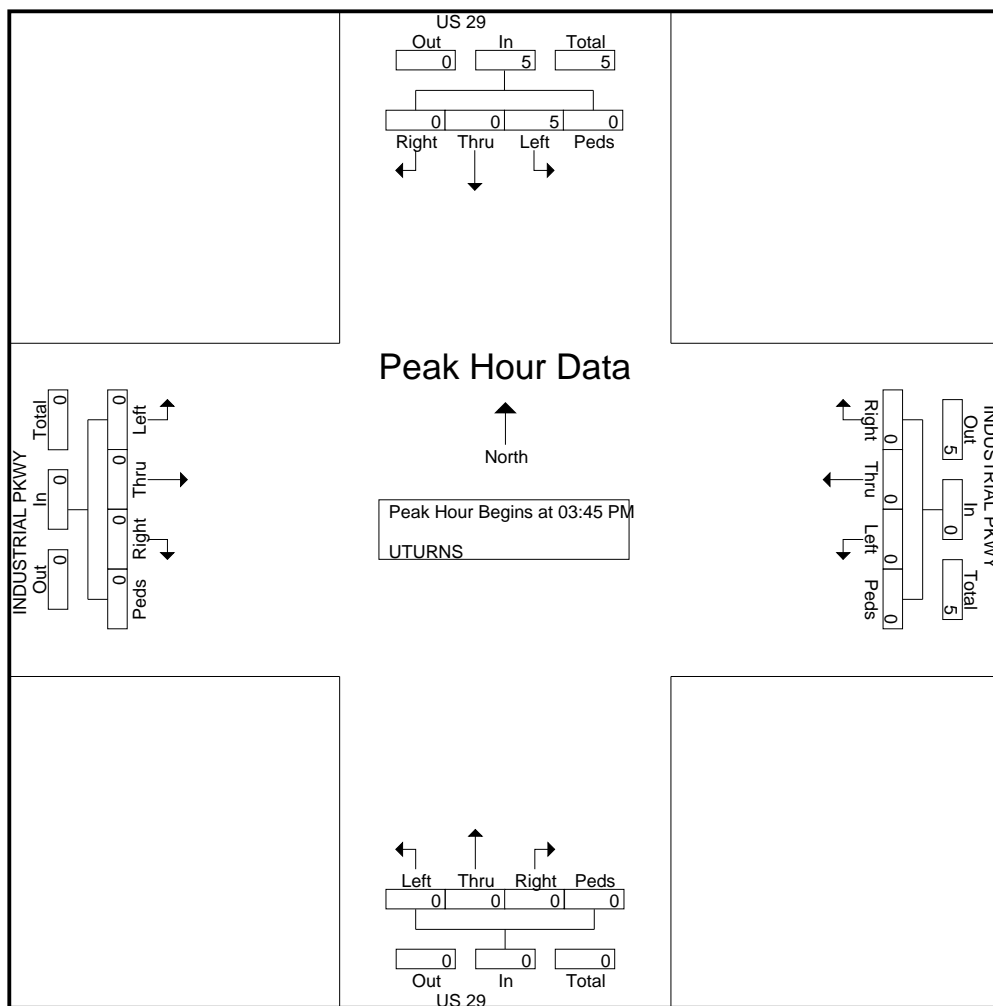 US 29
Out In Total
0 5 5
0 0 5 0
Right Thru Left Peds
Peak Hour Data
North
Peak Hour Begins at 03:45 PM
UTURNS
INDUSTRIAL PKWY
Out In Total
0 0 0
0 0 0 0
Left Thru Right Peds
INDUSTRIAL PKWY
Out In Total
5 0 5
0 0 0 0
Right Thru Left Peds
Left Thru Right Peds
0 0 0 0
0 0 0
Out In Total
US 29